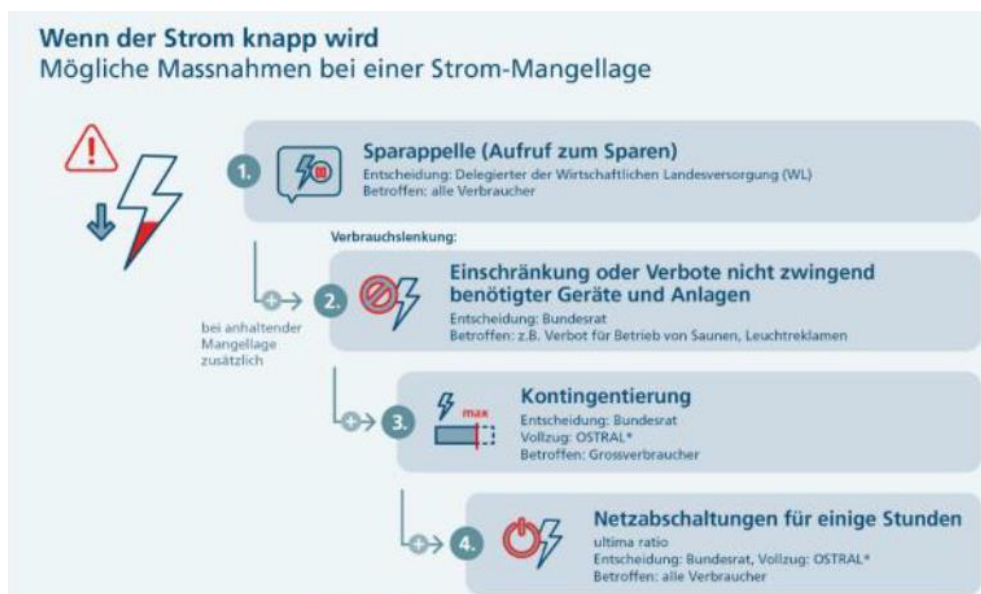 Wenn der Strom knapp wird
Mögliche Massnahmen bei einer Strom-Mangellage
1.
Sparappelle (Aufruf zum Sparen)
Entscheidung: Delegierter der Wirtschaftlichen Landesversorgung (WL)
Betroffen: alle Verbraucher
Verbrauchslenkung:
bei anhaltender
Mangellage
zusätzlich
2.
Einschränkung oder Verbote nicht zwingend
benötigter Geräte und Anlagen
Entscheidung: Bundesrat
Betroffen: z.B. Verbot für Betrieb von Saunen, Leuchtreklamen
3.
max
Kontingentierung
Entscheidung: Bundesrat
Vollzug: OSTRAL*
Betroffen: Grossverbraucher
4.
Netzabschaltungen für einige Stunden
ultima ratio
Entscheidung: Bundesrat, Vollzug: OSTRAL*
Betroffen: alle Verbraucher